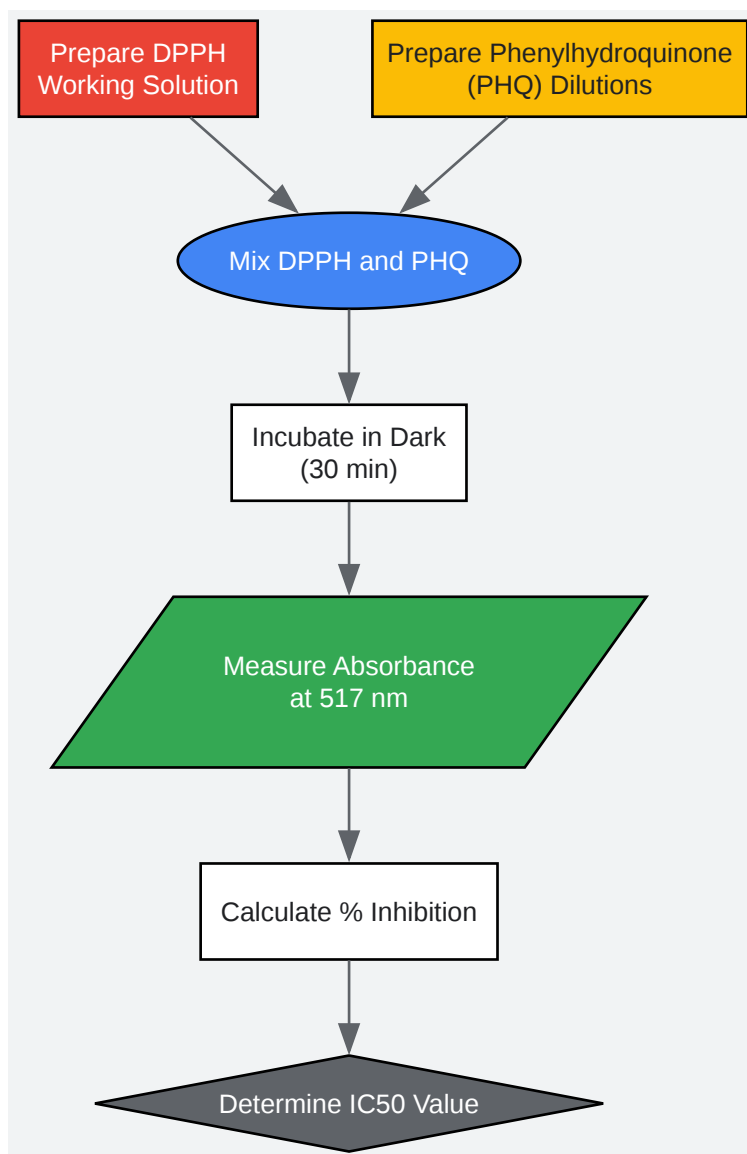 Prepare DPPH
Working Solution
Prepare Phenylhydroquinone
(PHQ) Dilutions
Mix DPPH and PHQ
Incubate in Dark
(30 min)
Measure Absorbance
at 517 nm
Calculate % Inhibition
Determine IC50 Value